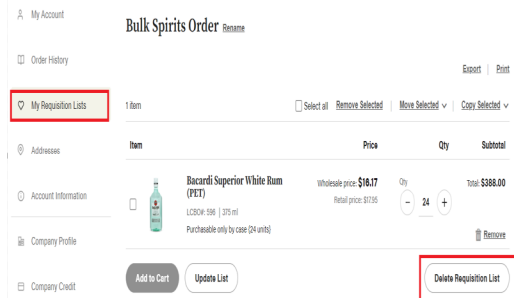 My Account
Order History
My Requisition Lists
Addresses
Account Information
Company Profile
Company Credit
Bulk Spirits Order Rename
Export | Print
1 item Select all Remove Selected | Move Selected | Copy Selected
Item Price Qty Subtotal
Bacardi Superior White Rum
(PET)
LCBO#: 596 | 375 ml
Purchasable only by case (24 units)
Wholesale price: $16.17
Retail price: $17.95
Qty
- 24 +
Total: $388.00
Remove
Add to Cart Update List Delete Requisition List